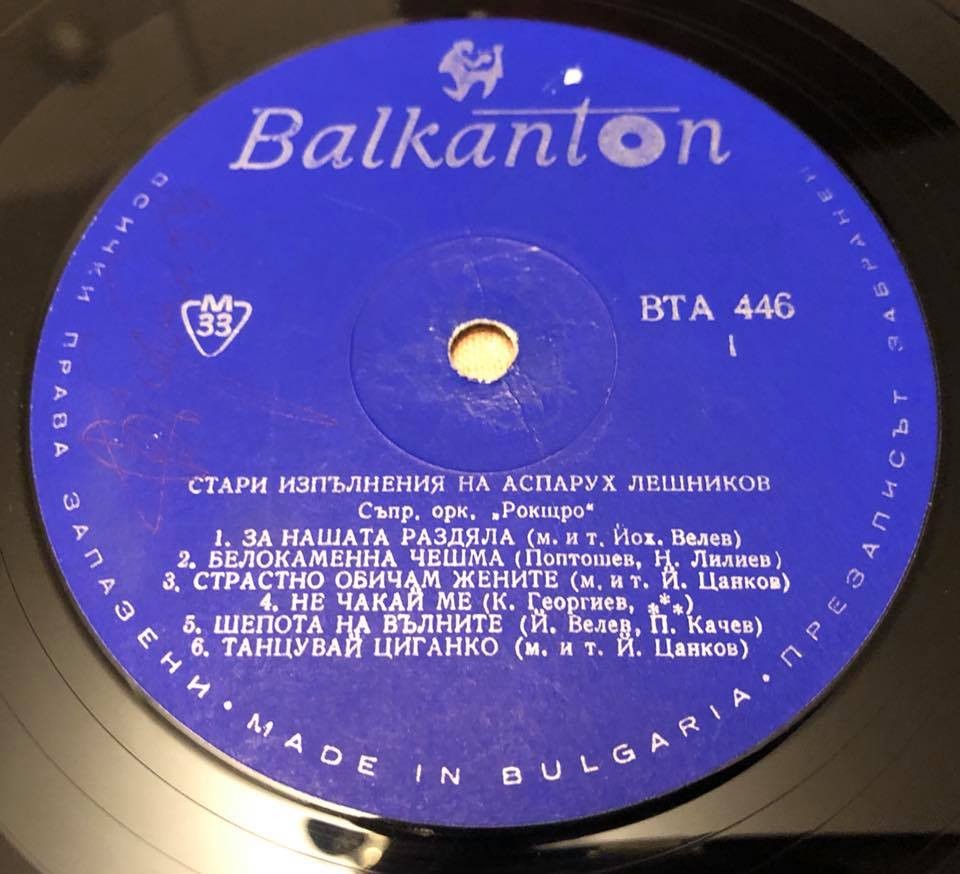 Balkanton
M
33
ВТА 446
I
СТАРИ ИЗПЪЛНЕНИЯ НА АСПАРУХ ЛЕШНИКОВ
Съпр. орк. „Рокщро“
1. ЗА НАШАТА РАЗДЯЛА (м. и т. Йох. Велев)
2. БЕЛОКАМЕННА ЧЕШМА (Поптошев, Н. Лилиев)
3. СТРАСТНО ОБИЧАМ ЖЕНИТЕ (м. и т. Й. Цанков)
4. НЕ ЧАКАЙ МЕ (К. Георгиев, ***)
5. ШЕПОТА НА ВЪЛНИТЕ (Й. Велев, П. Качев)
6. ТАНЦУВАЙ ЦИГАНКО (м. и т. Й. Цанков)
ВСИЧКИ ПРАВА ЗАПАЗЕНИ • MADE IN BULGARIA • ПРЕЗАПИСЪТ ЗАБРАНЕН